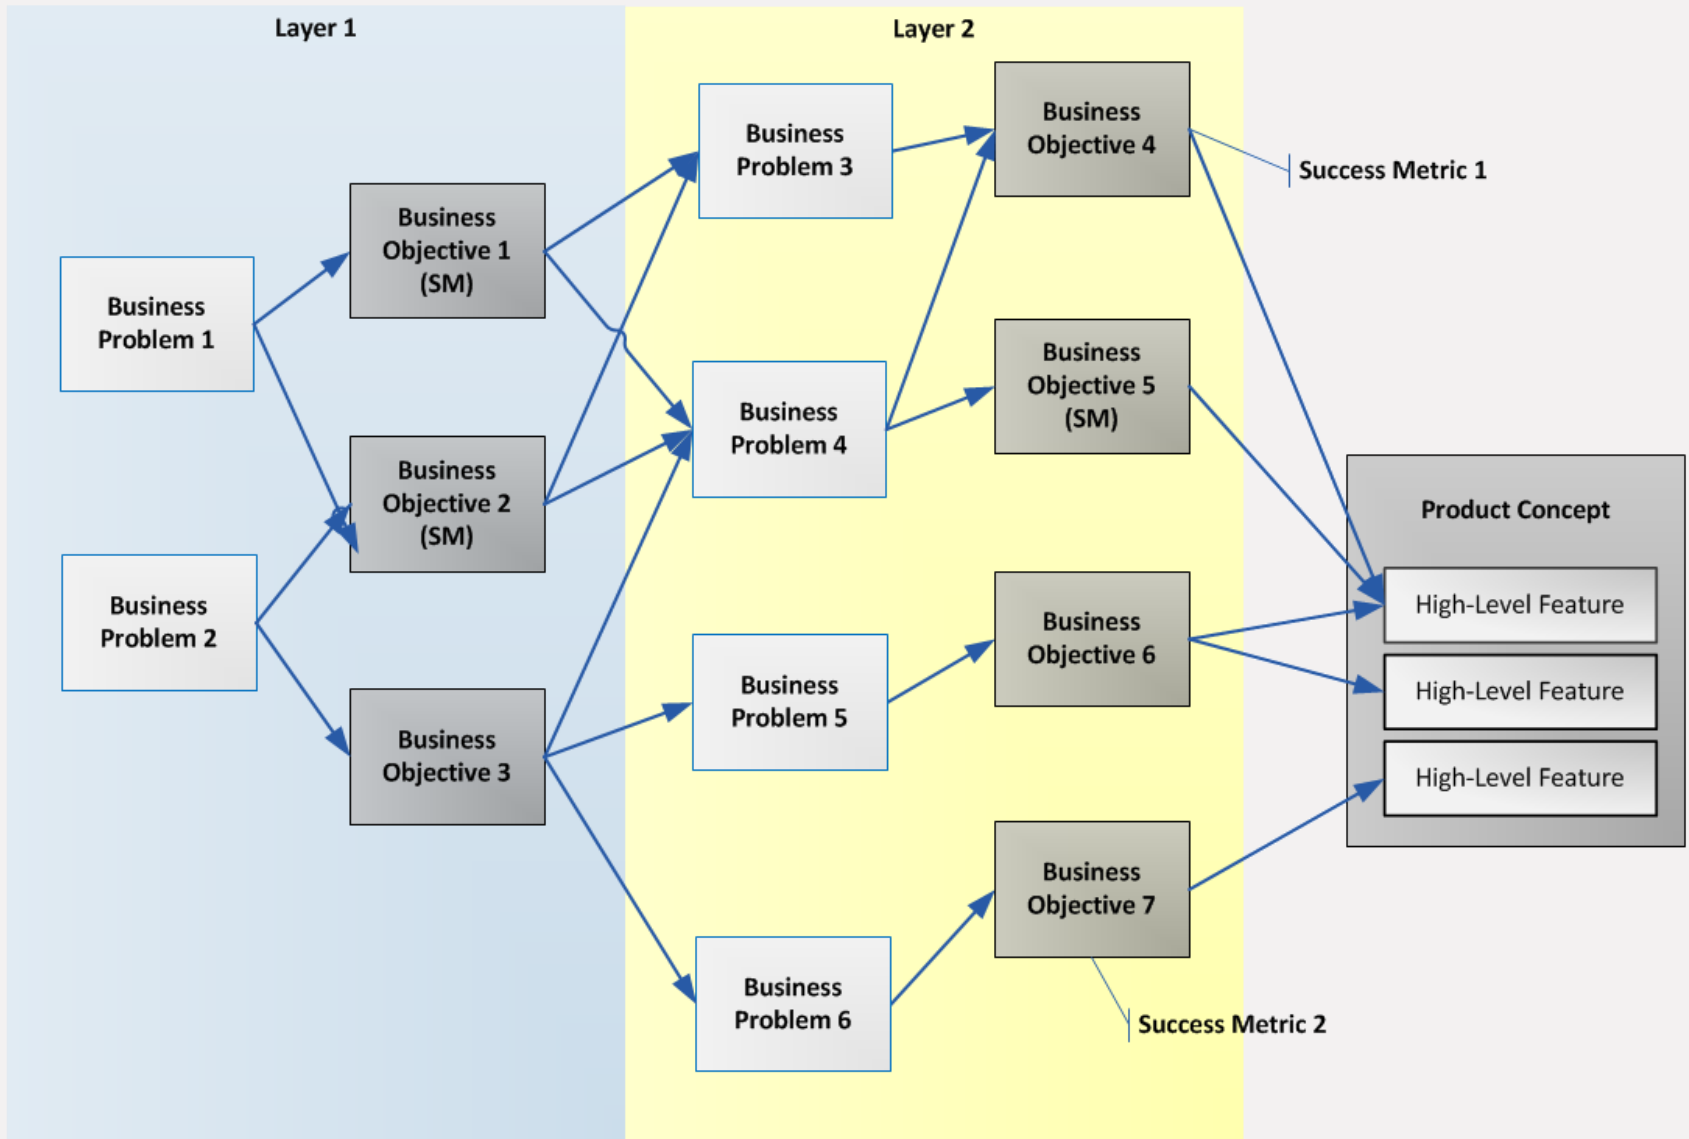 Layer 1
Business
Problem 1
Business
Problem 2
Business
Objective 1
(SM)
Business
Objective 2
(SM)
Business
Objective 3
Layer 2
Business
Problem 3
Business
Problem 4
Business
Problem 5
Business
Problem 6
Business
Objective 4
Business
Objective 5
(SM)
Business
Objective 6
Business
Objective 7
Success Metric 1
Success Metric 2
Product Concept
High-Level Feature
High-Level Feature
High-Level Feature